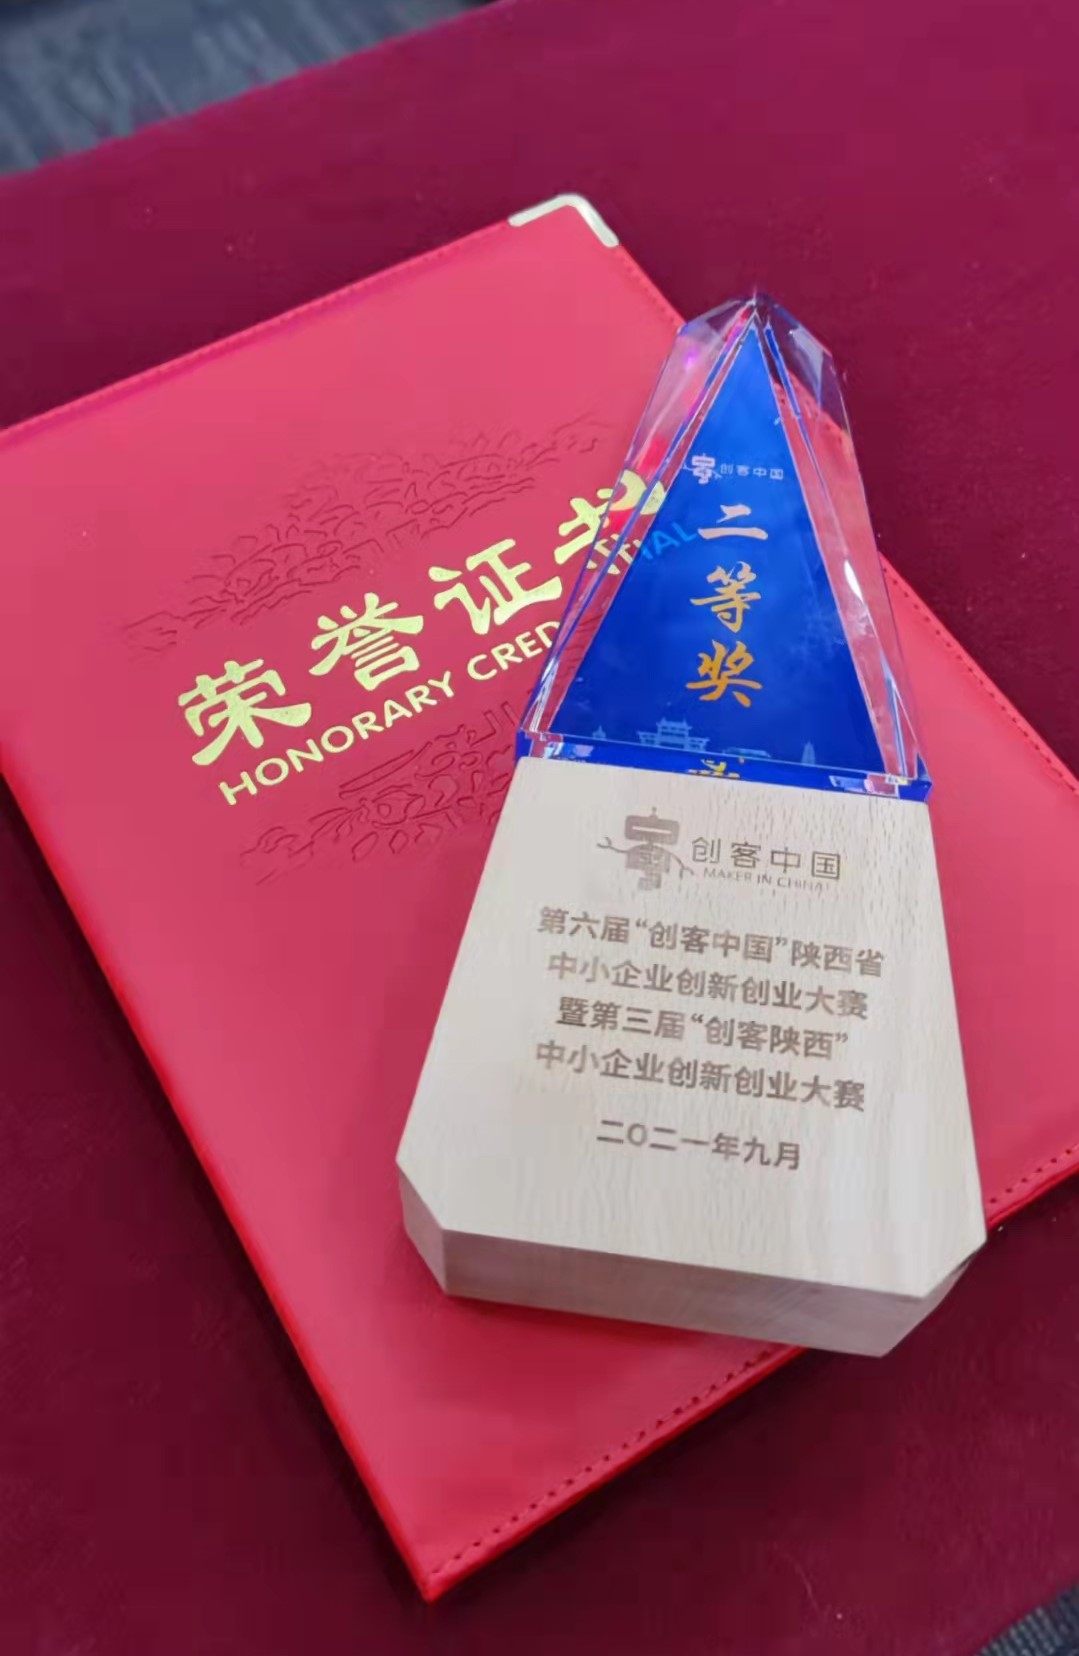 荣誉证书
HONORARY CREDENTIAL
创客中国
二等奖
创客中国
MAKER IN CHINA
第六届“创客中国”陕西省
中小企业创新创业大赛
暨第三届“创客陕西”
中小企业创新创业大赛
二〇二一年九月